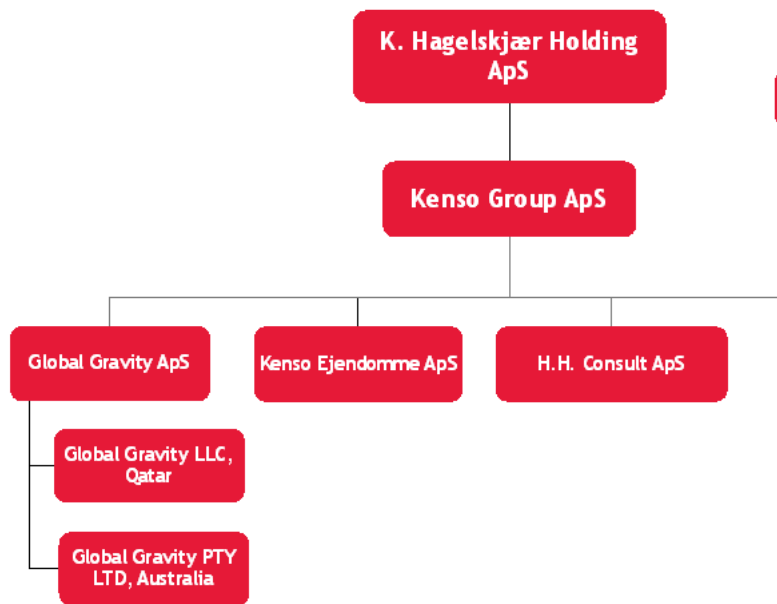 K. Hagelskjær Holding
ApS
Kenso Group ApS
Global Gravity ApS
Kenso Ejendomme ApS
H.H. Consult ApS
Global Gravity LLC,
Qatar
Global Gravity PTY
LTD, Australia